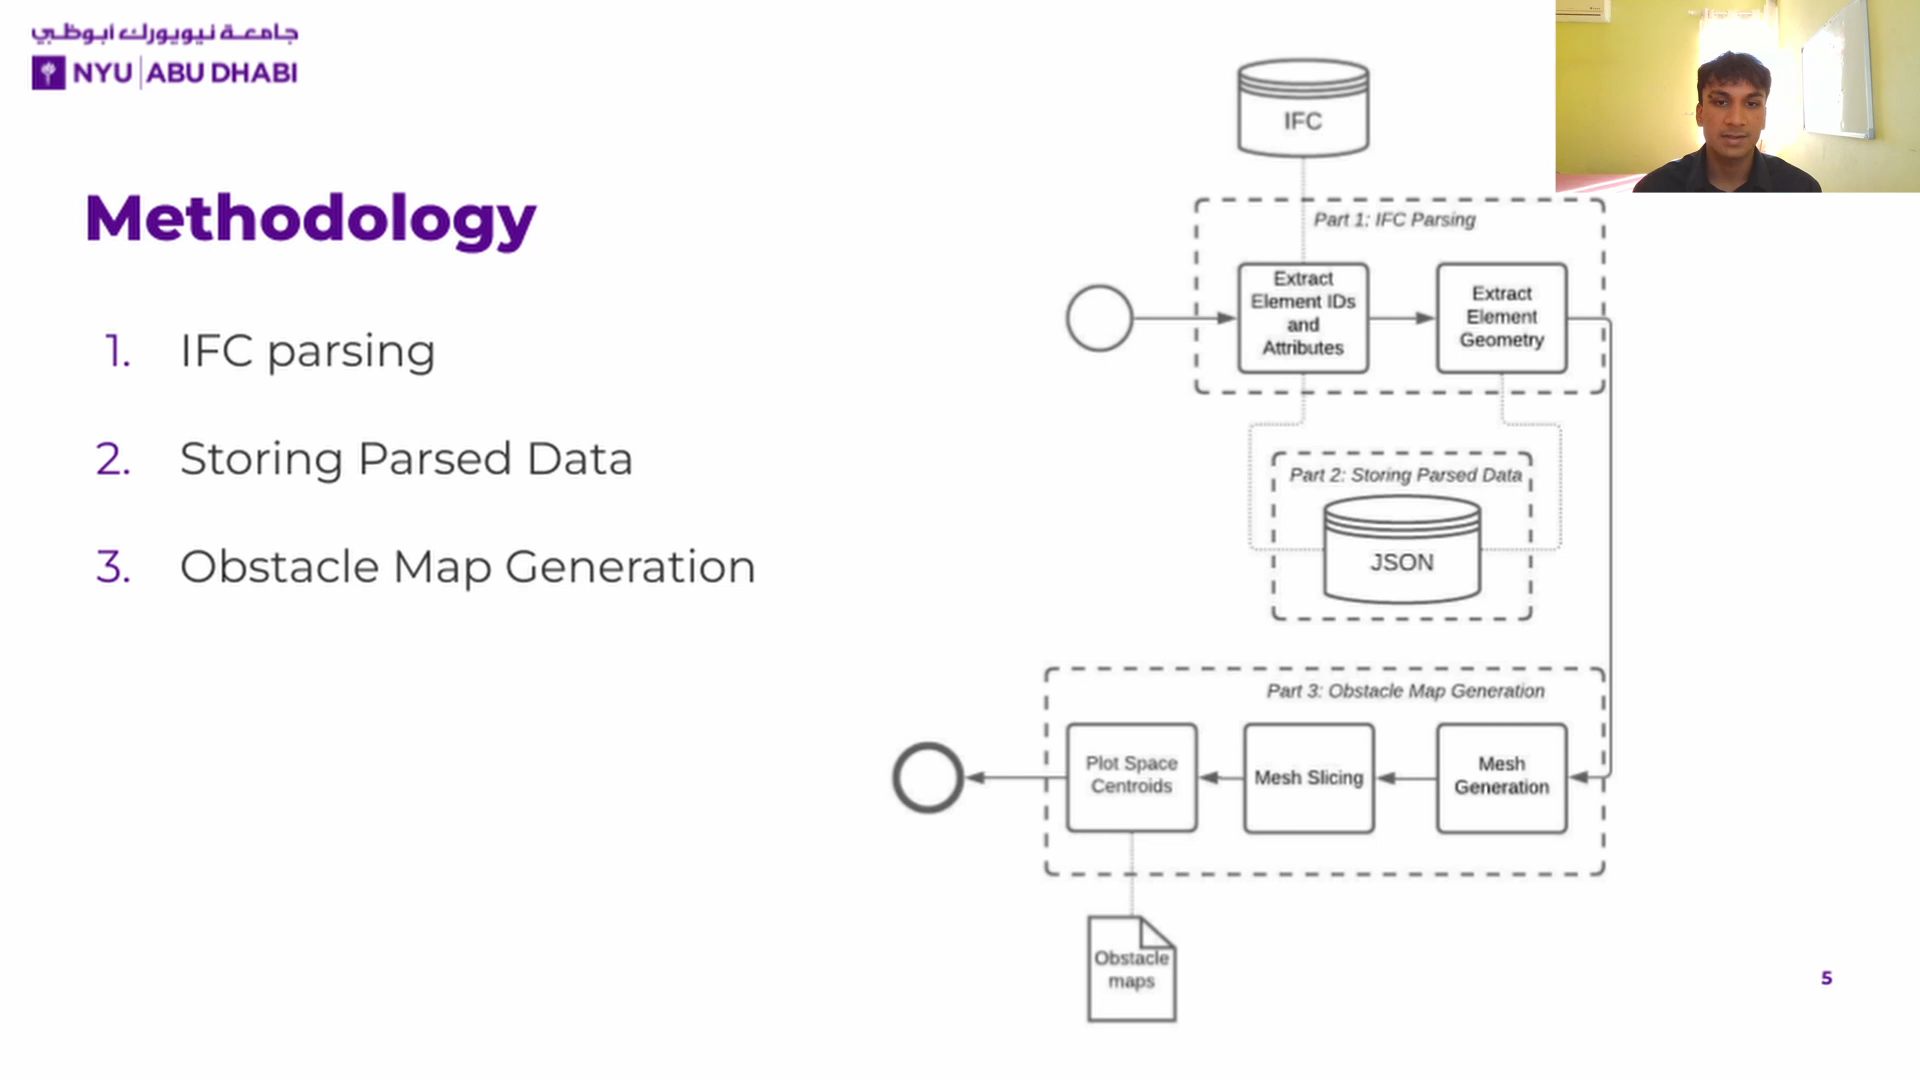 جامعـة نيويورك أبوظبي
NYU | ABU DHABI
Methodology
1. IFC parsing
2. Storing Parsed Data
3. Obstacle Map Generation
IFC
Part 1: IFC Parsing
Extract
Element IDs
and
Attributes
Extract
Element
Geometry
Part 2: Storing Parsed Data
JSON
Part 3: Obstacle Map Generation
Plot Space
Centroids
Mesh Slicing
Mesh
Generation
Obstacle
maps
5